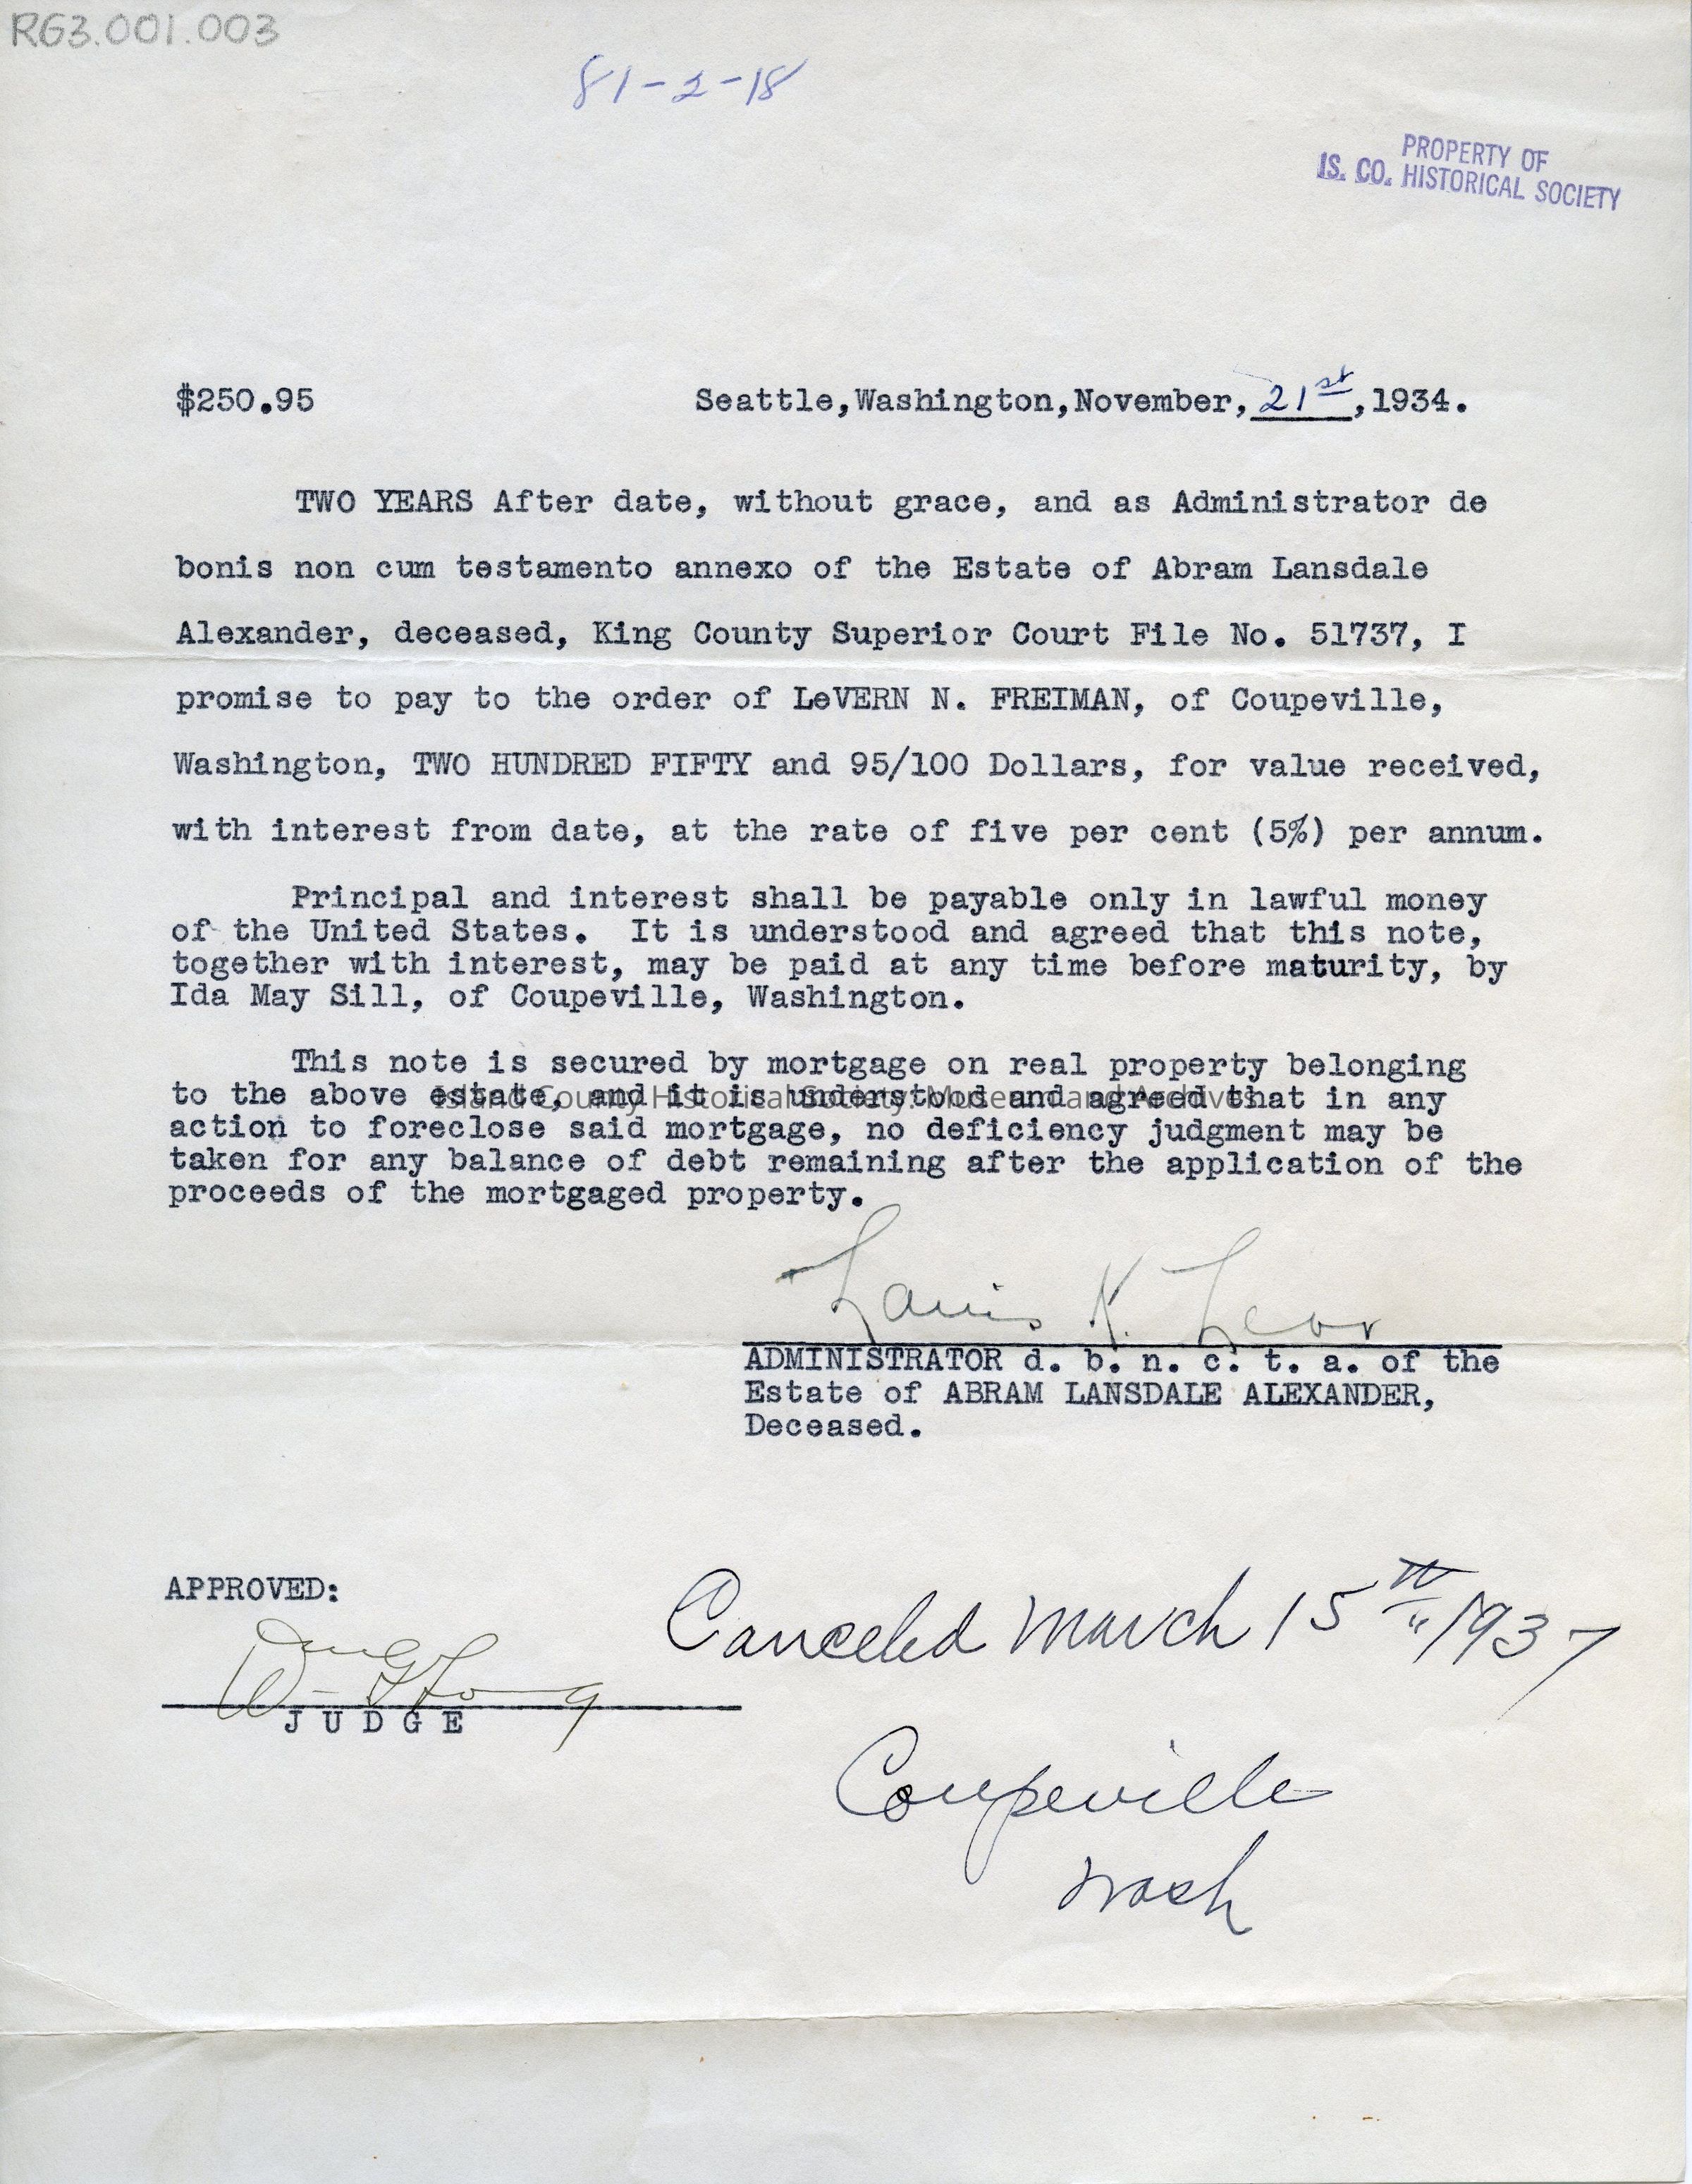 RG3.001.003
81-2-18
PROPERTY OF
IS. CO. HISTORICAL SOCIETY
$250.95 Seattle,Washington,November, 21st,1934.
TWO YEARS After date, without grace, and as Administrator de
bonis non cum testamento annexo of the Estate of Abram Lansdale
Alexander, deceased, King County Superior Court File No. 51737, I
promise to pay to the order of LeVERN N. FREIMAN, of Coupeville,
Washington, TWO HUNDRED FIFTY and 95/100 Dollars, for value received,
with interest from date, at the rate of five per cent (5%) per annum.
Principal and interest shall be payable only in lawful money
of the United States. It is understood and agreed that this note,
together with interest, may be paid at any time before maturity, by
Ida May Sill, of Coupeville, Washington.
This note is secured by mortgage on real property belonging
to the above estate, and it is understood and agreed that in any
Island County Historical Society Museum and Archives
action to foreclose said mortgage, no deficiency judgment may be
taken for any balance of debt remaining after the application of the
proceeds of the mortgaged property.
K.
ADMINISTRATOR d. b. n. c. t. a. of the
Estate of ABRAM LANSDALE ALEXANDER,
Deceased.
APPROVED:
Canceled March 15th 1937
JUDGE
Coupeville
Wash